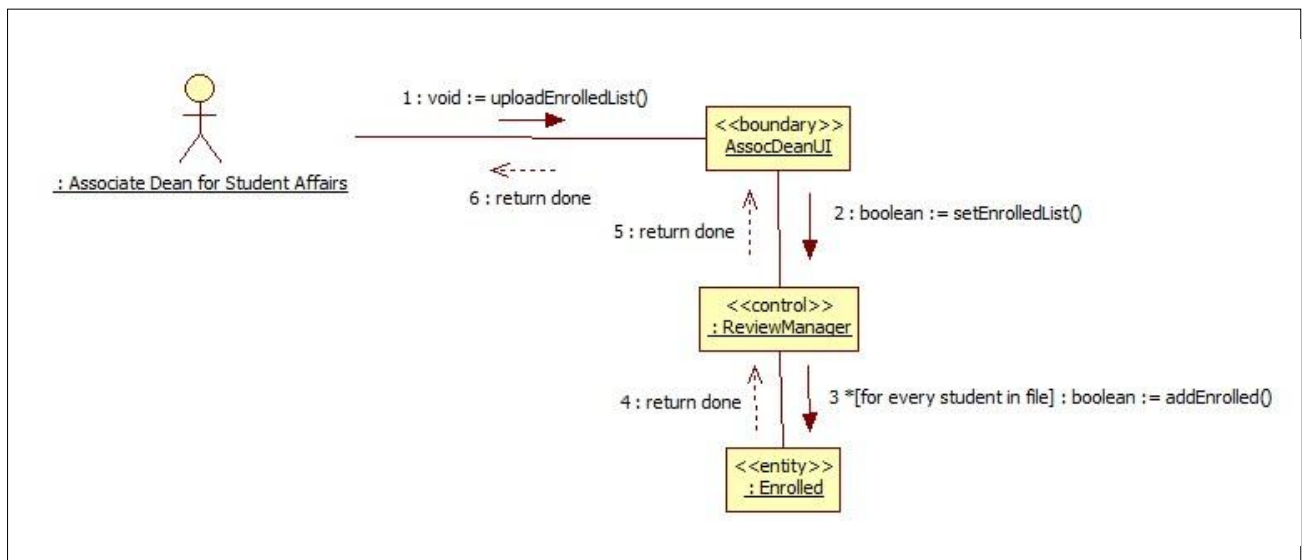 1 : void := uploadEnrolledList()
<<boundary>>
AssocDeanUI
: Associate Dean for Student Affairs
6 : return done
2 : boolean := setEnrolledList()
5 : return done
<<control>>
: ReviewManager
3 *[for every student in file] : boolean := addEnrolled()
4 : return done
<<entity>>
: Enrolled